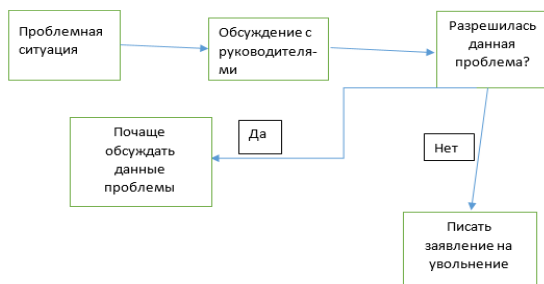 Проблемная
ситуация
Обсуждение с
руководителя-
ми
Разрешилась
данная
проблема?
Да
Почаще
обсуждать
данные
проблемы
Нет
Писать
заявление на
увольнение